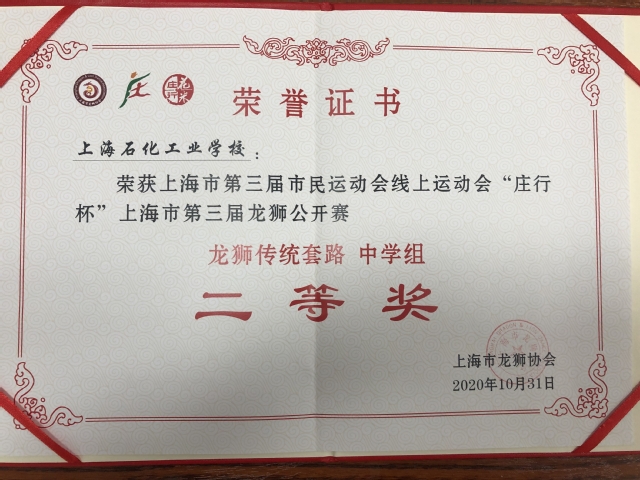 荣誉证书
上海石化工业学校：
荣获上海市第三届市民运动会线上运动会“庄行
杯”上海市第三届龙狮公开赛
龙狮传统套路 中学组
二等奖
上海市龙狮协会
2020年10月31日